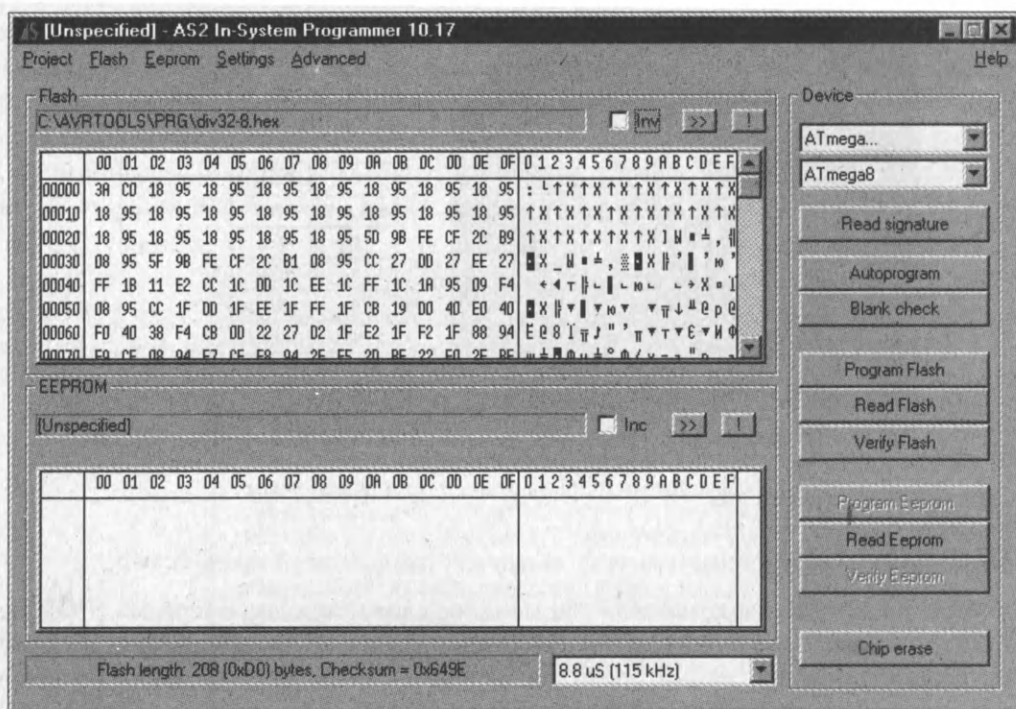 [Unspecified] - AS2 In-System Programmer 10.17
Project Flash Eeprom Settings Advanced Help
Flash
C:\AVRTOOLS\PRG\div32-8.hex Inv >> !
00 01 02 03 04 05 06 07 08 09 0A 0B 0C 0D 0E 0F 0 1 2 3 4 5 6 7 8 9 A B C D E F
00000 3A C0 18 95 18 95 18 95 18 95 18 95 18 95 18 95
00010 18 95 18 95 18 95 18 95 18 95 18 95 18 95 18 95
00020 18 95 18 95 18 95 18 95 18 95 5D 9B FE CF 2C B9
00030 08 95 5F 9B FE CF 2C B1 08 95 CC 27 DD 27 EE 27
00040 FF 1B 11 E2 CC 1C DD 1C EE 1C FF 1C 1A 95 D9 F4
00050 08 95 CC 1F DD 1F EE 1F FF 1F CB 19 DD 40 E0 40
00060 F0 40 38 F4 CB 0D 22 27 D2 1F E2 1F F2 1F 88 94
EEPROM
[Unspecified] Inc >> !
00 01 02 03 04 05 06 07 08 09 0A 0B 0C 0D 0E 0F 0 1 2 3 4 5 6 7 8 9 A B C D E F
Flash length: 208 (0xD0) bytes, Checksum = 0x649E
8.8 uS (115 kHz)
Device
ATmega...
ATmega8
Read signature
Autoprogram
Blank check
Program Flash
Read Flash
Verify Flash
Program Eeprom
Read Eeprom
Verify Eeprom
Chip erase